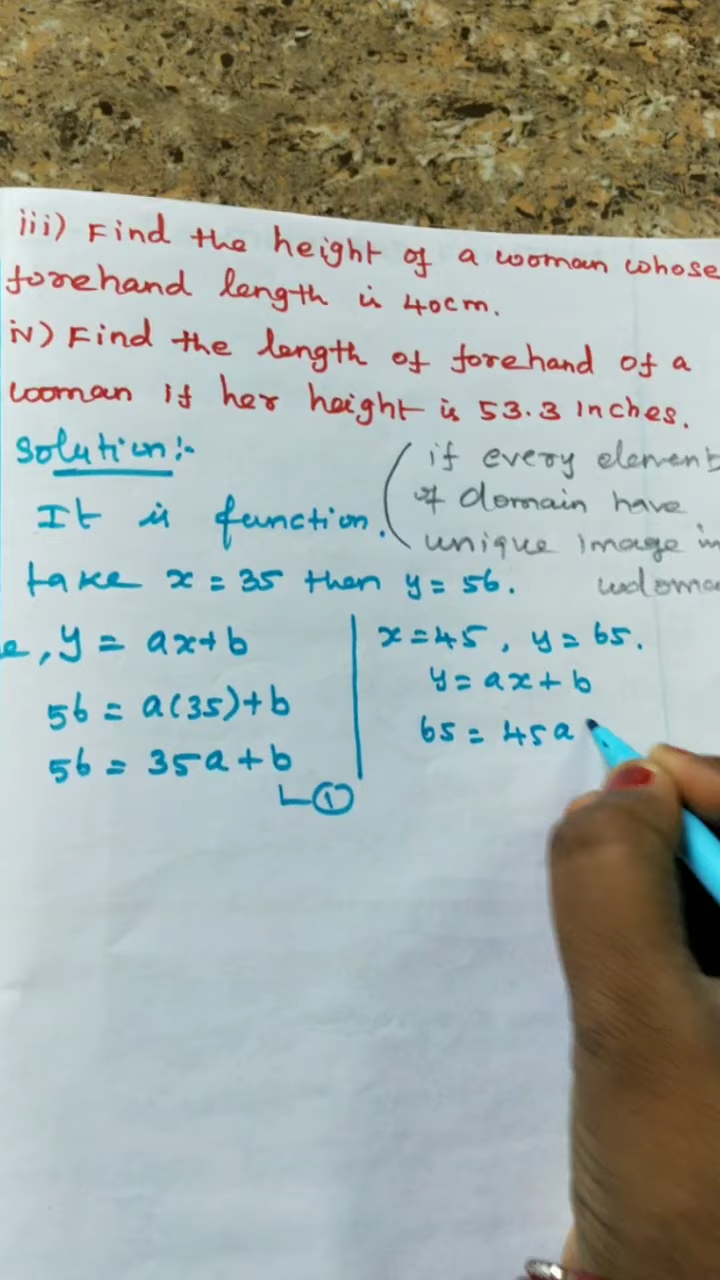 iii) Find the height of a woman whose
forehand length is 40cm.
iv) Find the length of forehand of a
woman if her height is 53.3 inches.
Solution:-
It is function. (if every element
of domain have
unique image in
take x = 35 then y = 56.
y = ax+b
56 = a(35)+b
56 = 35a+b
①
x=45, y = 65.
y = ax+b
65 = 45a